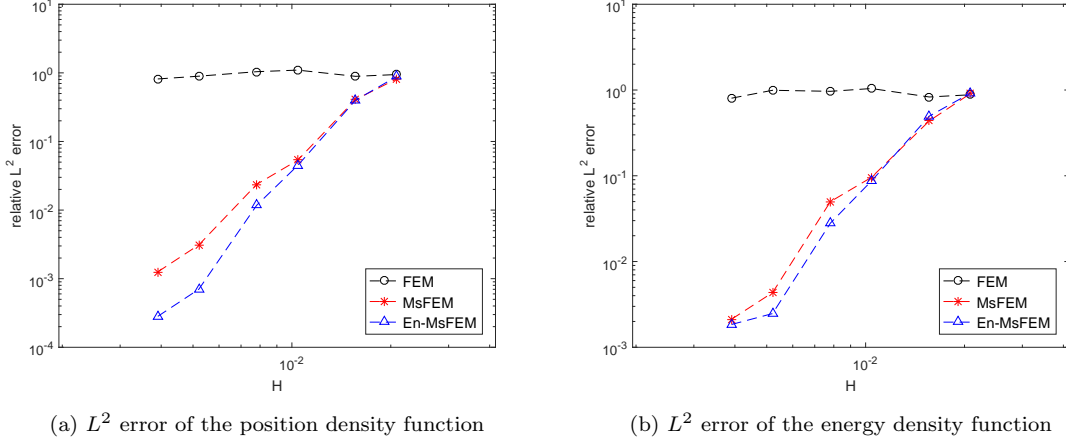 10^1
10^0
10^-1
10^-2
10^-3
10^-4
relative L^2 error
10^-2
H
FEM
MsFEM
En-MsFEM
(a) L^2 error of the position density function
10^1
10^0
10^-1
10^-2
10^-3
relative L^2 error
10^-2
H
FEM
MsFEM
En-MsFEM
(b) L^2 error of the energy density function